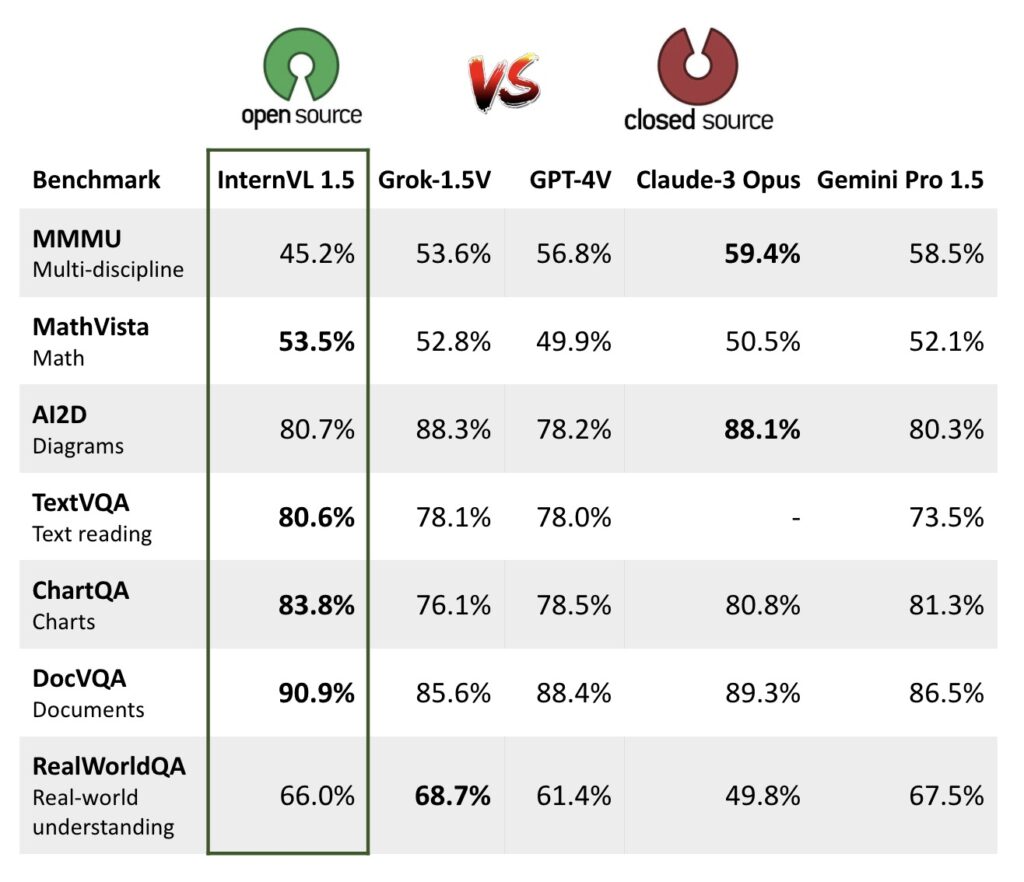 open source
VS
closed source
Benchmark InternVL 1.5 Grok-1.5V GPT-4V Claude-3 Opus Gemini Pro 1.5
MMMU
Multi-discipline
45.2% 53.6% 56.8% 59.4% 58.5%
MathVista
Math
53.5% 52.8% 49.9% 50.5% 52.1%
AI2D
Diagrams
80.7% 88.3% 78.2% 88.1% 80.3%
TextVQA
Text reading
80.6% 78.1% 78.0% - 73.5%
ChartQA
Charts
83.8% 76.1% 78.5% 80.8% 81.3%
DocVQA
Documents
90.9% 85.6% 88.4% 89.3% 86.5%
RealWorldQA
Real-world
understanding
66.0% 68.7% 61.4% 49.8% 67.5%